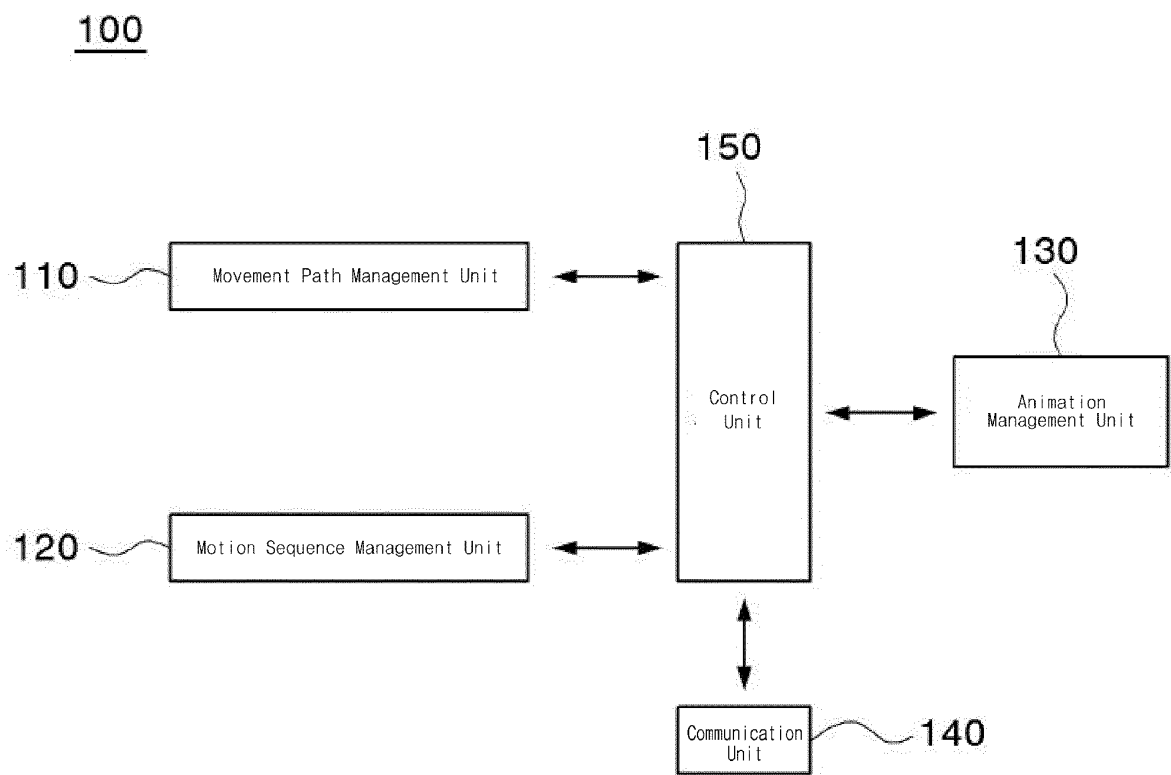 100
150
110
Movement Path Management Unit
130
Control
Unit
Animation
Management Unit
120
Motion Sequence Management Unit
Communication
Unit
140